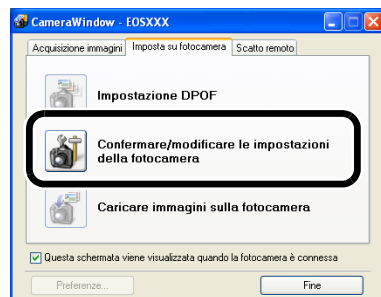 CameraWindow - EOSXXX
Acquisizione immagini Imposta su fotocamera Scatto remoto
Impostazione DPOF
Confermare/modificare le impostazioni
della fotocamera
Caricare immagini sulla fotocamera
Questa schermata viene visualizzata quando la fotocamera è connessa
Preferenze... Fine